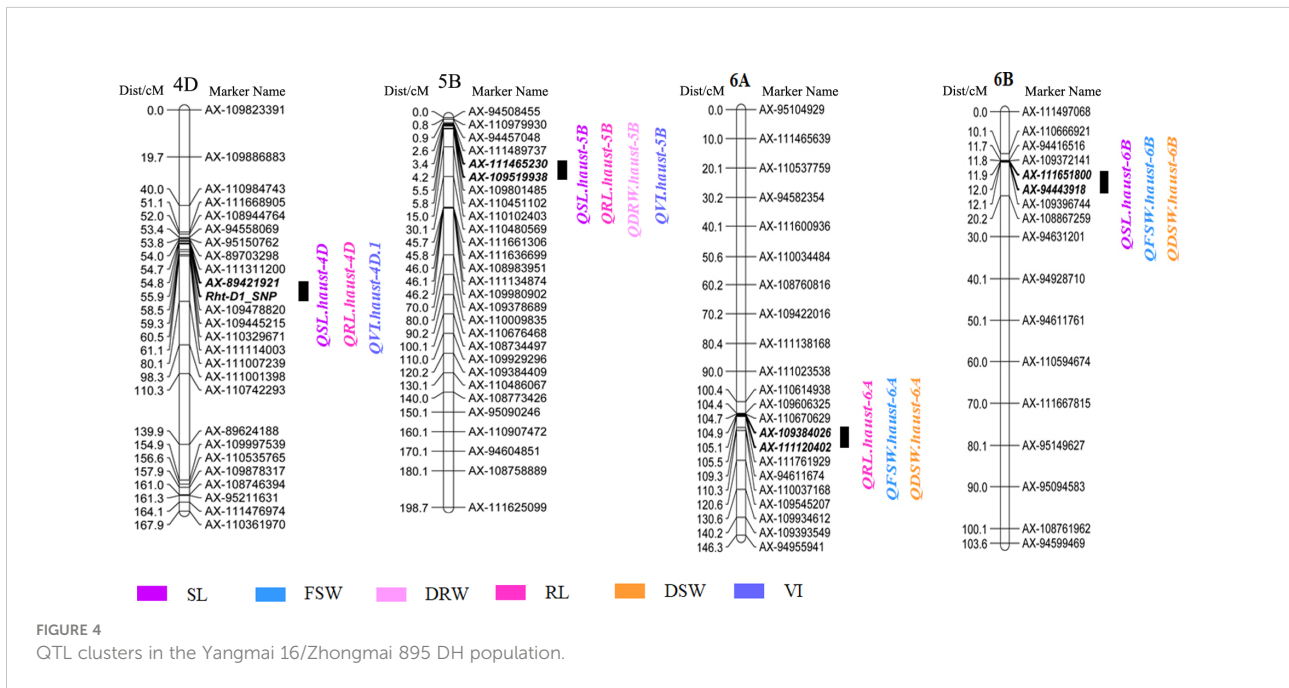 4D
Dist/cM Marker Name
0.0 AX-109823391
19.7 AX-109886883
40.0 AX-110984743
51.1 AX-111668905
52.0 AX-108944764
53.4 AX-94558069
53.8 AX-95150762
54.0 AX-89703298
54.7 AX-111311200
54.8 AX-89421921
55.9 Rht-D1_SNP
58.5 AX-109478820
59.3 AX-109445215
60.5 AX-110329671
61.1 AX-111114003
80.1 AX-111007239
98.3 AX-111001398
110.3 AX-110742293
139.9 AX-89624188
154.9 AX-109997539
156.6 AX-110535765
157.9 AX-109878317
161.0 AX-108746394
161.3 AX-95211631
164.1 AX-111476974
167.9 AX-110361970
QSL.haust-4D
QRL.haust-4D
QVI.haust-4D.1
5B
Dist/cM Marker Name
0.0 AX-94508455
0.8 AX-110979930
0.9 AX-94457048
2.6 AX-111489737
3.4 AX-111465230
4.2 AX-109519938
5.5 AX-109801485
5.8 AX-110451102
15.0 AX-110102403
30.1 AX-110480569
45.7 AX-111661306
45.8 AX-111636699
46.0 AX-108983951
46.1 AX-111134874
46.2 AX-109980902
70.0 AX-109378689
80.0 AX-110009835
90.2 AX-110676468
100.1 AX-108734497
110.0 AX-109929296
120.2 AX-109384409
130.1 AX-110486067
140.0 AX-108773426
150.1 AX-95090246
160.1 AX-110907472
170.1 AX-94604851
180.1 AX-108758889
198.7 AX-111625099
QSL.haust-5B
QRL.haust-5B
QDRW.haust-5B
QVI.haust-5B
6A
Dist/cM Marker Name
0.0 AX-95104929
10.0 AX-111465639
20.1 AX-110537759
30.2 AX-94582354
40.1 AX-111600936
50.6 AX-110034484
60.2 AX-108760816
70.2 AX-109422016
80.4 AX-111138168
90.0 AX-111023538
100.4 AX-110614938
104.4 AX-109606325
104.7 AX-110670629
104.9 AX-109384026
105.1 AX-111120402
105.5 AX-111761929
109.3 AX-94611674
110.3 AX-110037168
120.6 AX-109545207
130.6 AX-109934612
140.2 AX-109393549
146.3 AX-94955941
QRL.haust-6A
QFSW.haust-6A
QDSW.haust-6A
6B
Dist/cM Marker Name
0.0 AX-111497068
10.1 AX-110666921
11.7 AX-94416516
11.8 AX-109372141
11.9 AX-111651800
12.0 AX-94443918
12.1 AX-109396744
20.2 AX-108867259
30.0 AX-94631201
40.1 AX-94928710
50.1 AX-94611761
60.0 AX-110594674
70.0 AX-111667815
80.1 AX-95149627
90.0 AX-95094583
100.1 AX-108761962
103.6 AX-94599469
QSL.haust-6B
QFSW.haust-6B
QDSW.haust-6B
SL FSW DRW RL DSW VI
FIGURE 4
QTL clusters in the Yangmai 16/Zhongmai 895 DH population.